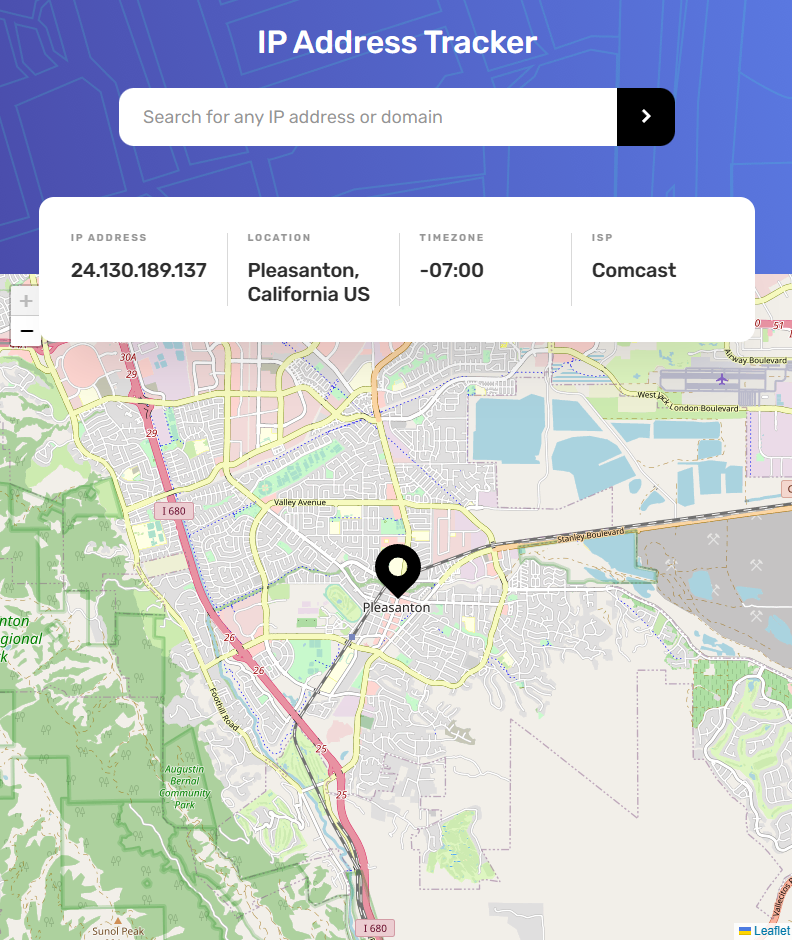 IP Address Tracker
Search for any IP address or domain
IP ADDRESS
24.130.189.137
LOCATION
Pleasanton,
California US
TIMEZONE
-07:00
ISP
Comcast
+
−
51
30A
29
Airway Boulevard
West Jack London Boulevard
29
I 680
Valley Avenue
Stanley Boulevard
Pleasanton
nton
gional
k
26
26
Foothill Road
25
Augustin
Bernal
Community
Park
25
Sunol Peak
I 680
Leaflet